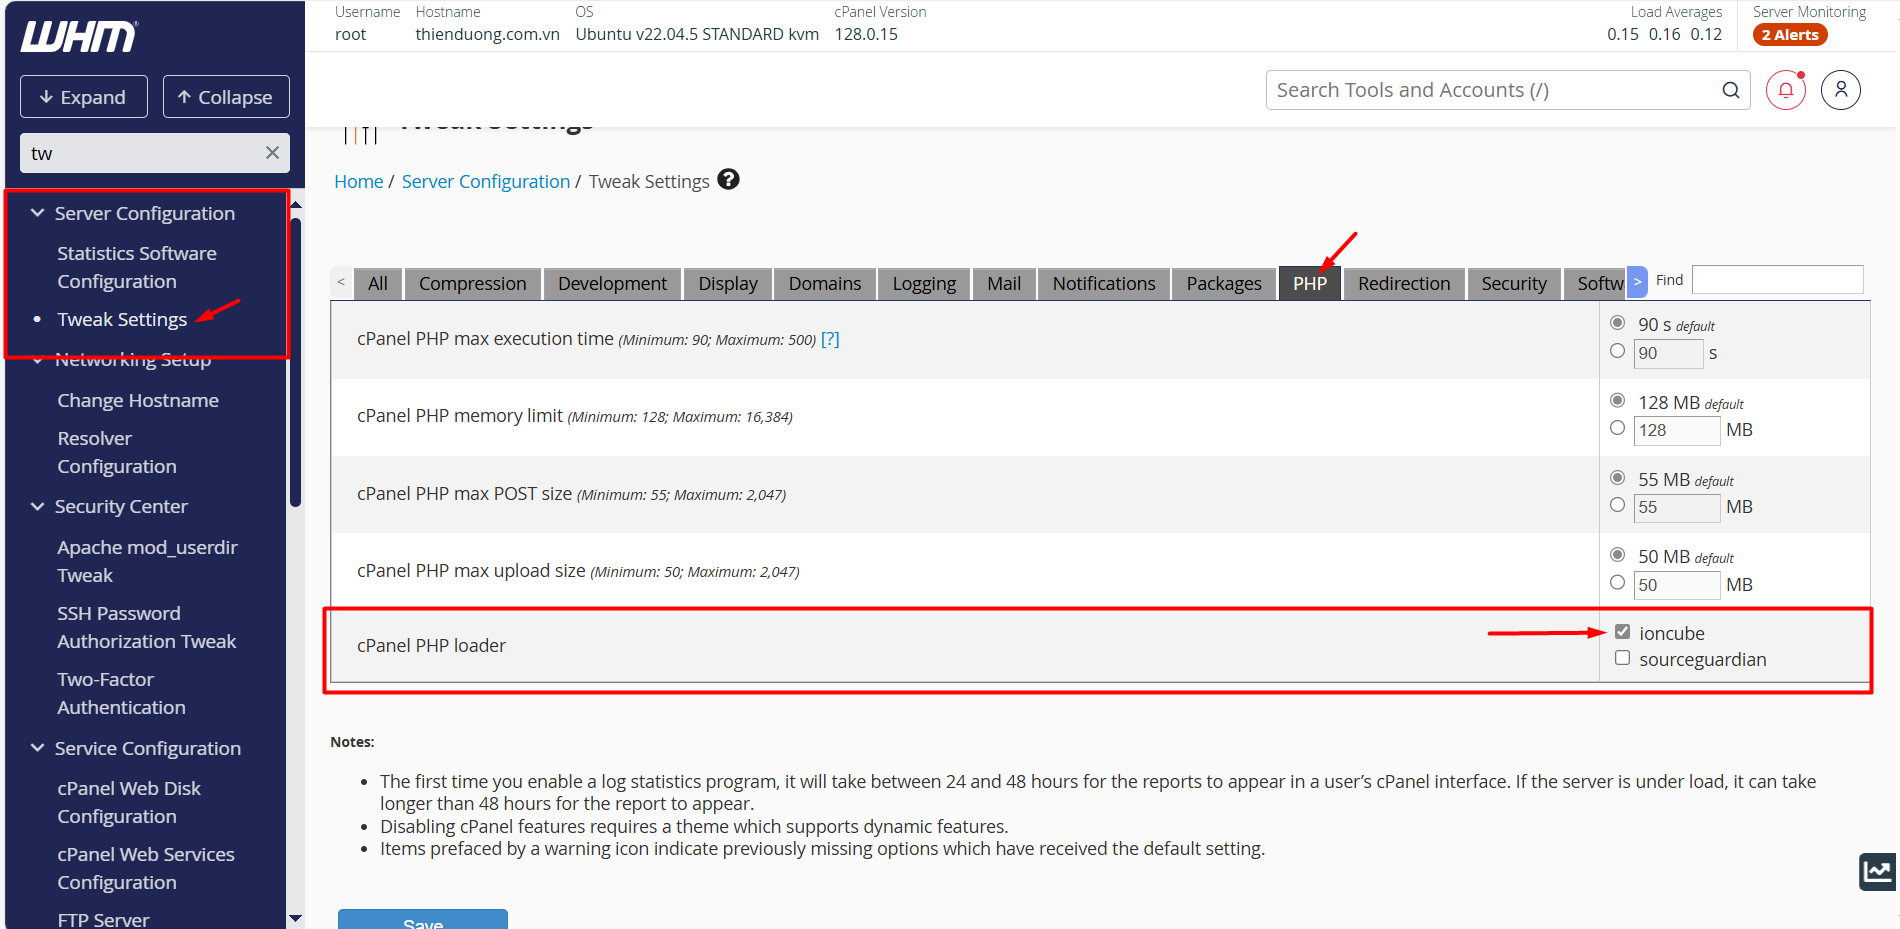 WHM
Username Hostname OS cPanel Version Load Averages Server Monitoring
root thienduong.com.vn Ubuntu v22.04.5 STANDARD kvm 128.0.15 0.15 0.16 0.12 2 Alerts
Expand Collapse
Search Tools and Accounts (/)
tw
Server Configuration
Statistics Software
Configuration
Tweak Settings
Networking Setup
Change Hostname
Resolver
Configuration
Security Center
Apache mod_userdir
Tweak
SSH Password
Authorization Tweak
Two-Factor
Authentication
Service Configuration
cPanel Web Disk
Configuration
cPanel Web Services
Configuration
FTP Server
Tweak Settings
Home / Server Configuration / Tweak Settings ?
< All Compression Development Display Domains Logging Mail Notifications Packages PHP Redirection Security Softw > Find
cPanel PHP max execution time (Minimum: 90; Maximum: 500) [?]
90 s default
90 s
cPanel PHP memory limit (Minimum: 128; Maximum: 16,384)
128 MB default
128 MB
cPanel PHP max POST size (Minimum: 55; Maximum: 2,047)
55 MB default
55 MB
cPanel PHP max upload size (Minimum: 50; Maximum: 2,047)
50 MB default
50 MB
cPanel PHP loader
ioncube
sourceguardian
Notes:
• The first time you enable a log statistics program, it will take between 24 and 48 hours for the reports to appear in a user’s cPanel interface. If the server is under load, it can take
longer than 48 hours for the report to appear.
• Disabling cPanel features requires a theme which supports dynamic features.
• Items prefaced by a warning icon indicate previously missing options which have received the default setting.
Save